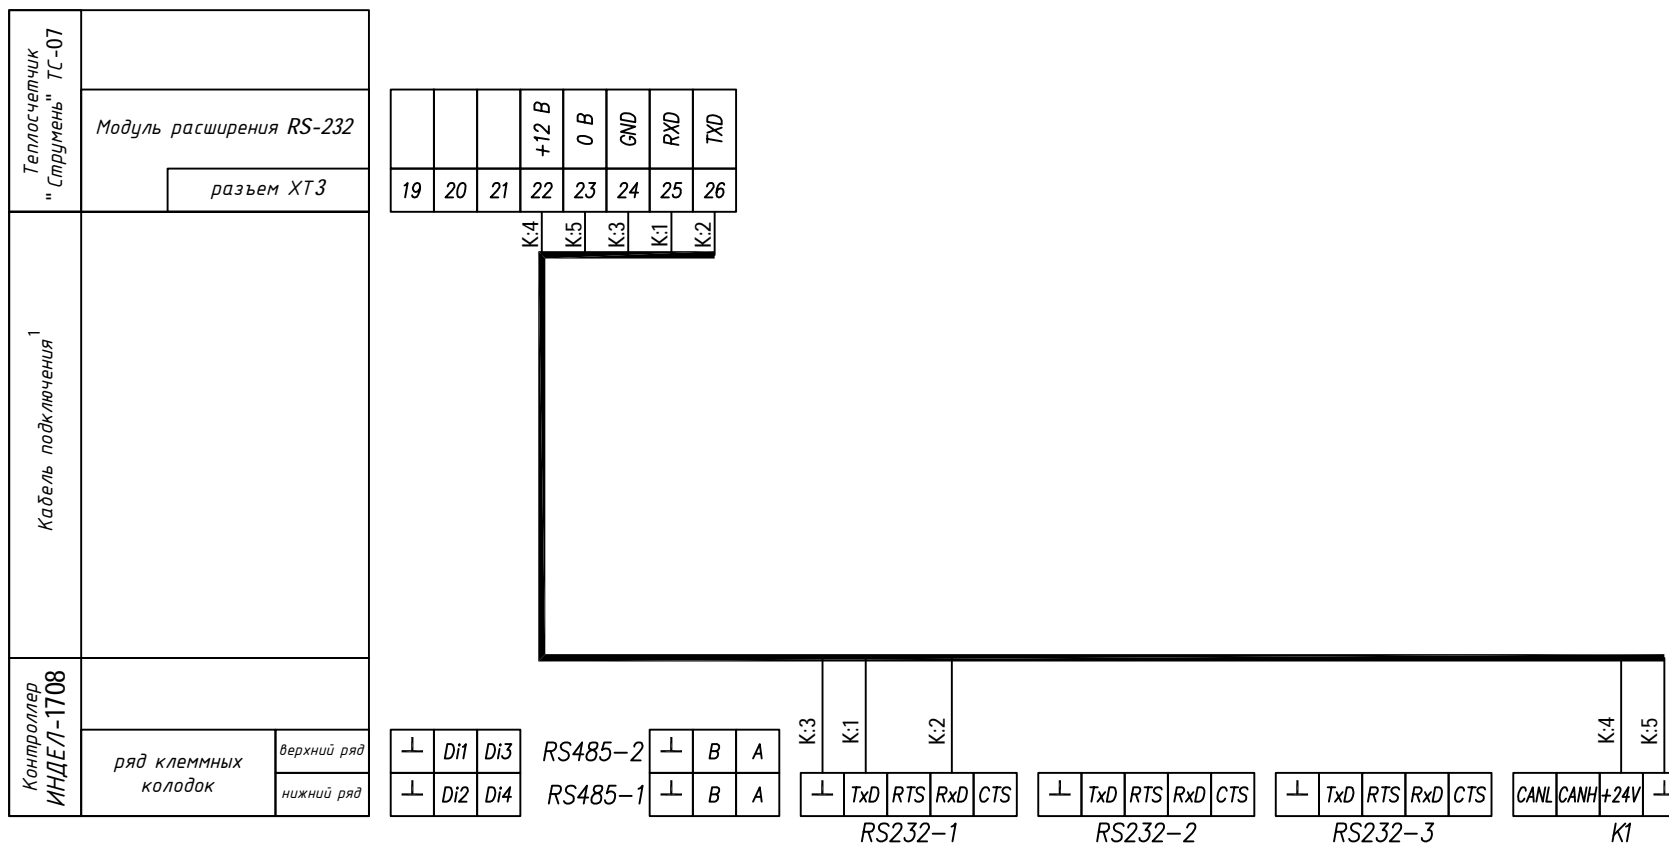 Теплосчетчик
"Струмень" ТС-07
Модуль расширения RS-232
разъем XT3
+12 В
0 В
GND
RXD
TXD
19 20 21 22 23 24 25 26
K:4 K:5 K:3 K:1 K:2
Кабель подключения1
K:3 K:1 K:2 K:4 K:5
Контроллер
ИНДЕЛ-1708
ряд клеммных
колодок
верхний ряд
нижний ряд
⊥ Di1 Di3 RS485-2 ⊥ B A
⊥ Di2 Di4 RS485-1 ⊥ B A
⊥ TxD RTS RxD CTS ⊥ TxD RTS RxD CTS ⊥ TxD RTS RxD CTS CANL CANH +24V ⊥
RS232-1 RS232-2 RS232-3 K1